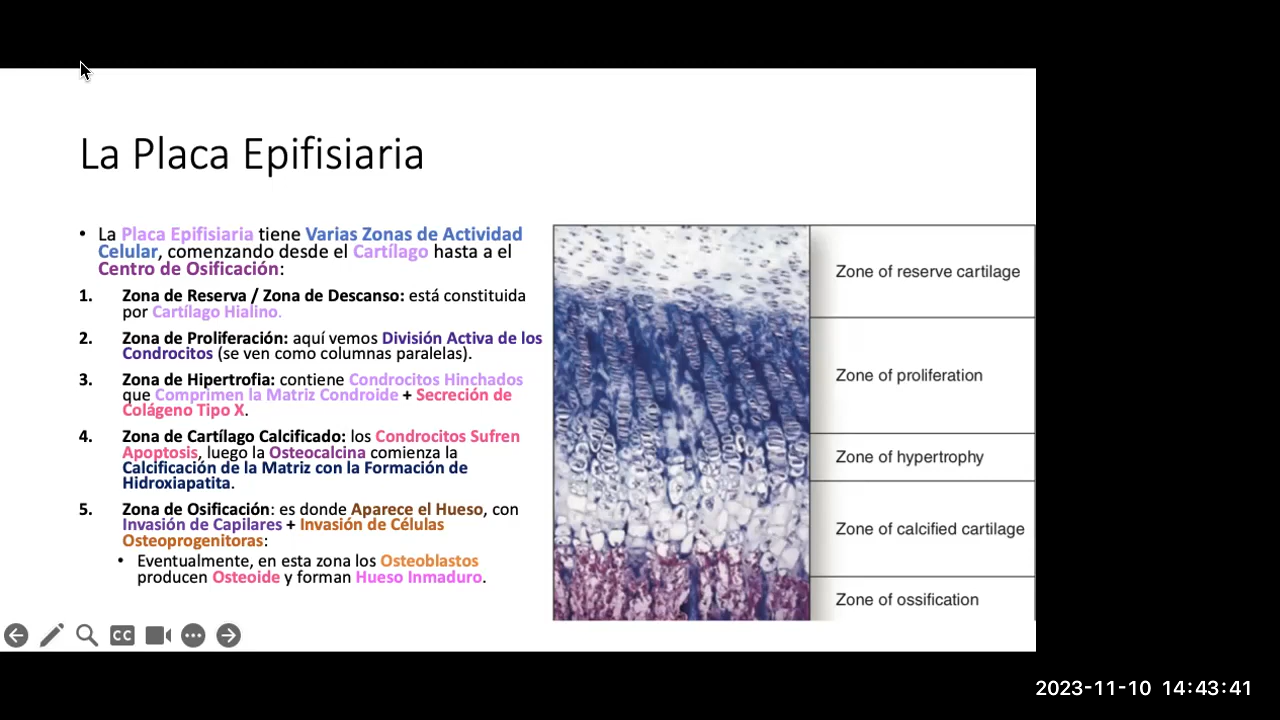 La Placa Epifisiaria
• La Placa Epifisiaria tiene Varias Zonas de Actividad
Celular, comenzando desde el Cartílago hasta a el
Centro de Osificación:
1. Zona de Reserva / Zona de Descanso: está constituida
por Cartílago Hialino.
2. Zona de Proliferación: aquí vemos División Activa de los
Condrocitos (se ven como columnas paralelas).
3. Zona de Hipertrofia: contiene Condrocitos Hinchados
que Comprimen la Matriz Condroide + Secreción de
Colágeno Tipo X.
4. Zona de Cartílago Calcificado: los Condrocitos Sufren
Apoptosis, luego la Osteocalcina comienza la
Calcificación de la Matriz con la Formación de
Hidroxiapatita.
5. Zona de Osificación: es donde Aparece el Hueso, con
Invasión de Capilares + Invasión de Células
Osteoprogenitoras:
• Eventualmente, en esta zona los Osteoblastos
producen Osteoide y forman Hueso Inmaduro.
Zone of reserve cartilage
Zone of proliferation
Zone of hypertrophy
Zone of calcified cartilage
Zone of ossification
CC
2023-11-10 14:43:41